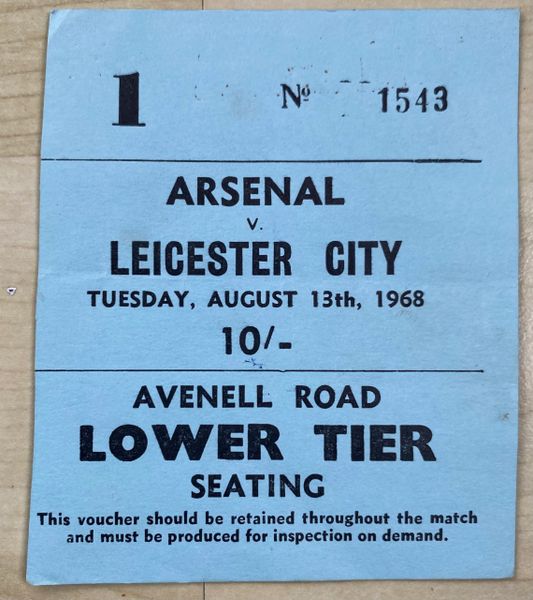 1 Nº 1543
ARSENAL
v.
LEICESTER CITY
TUESDAY, AUGUST 13th, 1968
10/-
AVENELL ROAD
LOWER TIER
SEATING
This voucher should be retained throughout the match
and must be produced for inspection on demand.